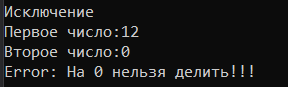 Исключение
Первое число:12
Второе число:0
Error: На 0 нельзя делить!!!